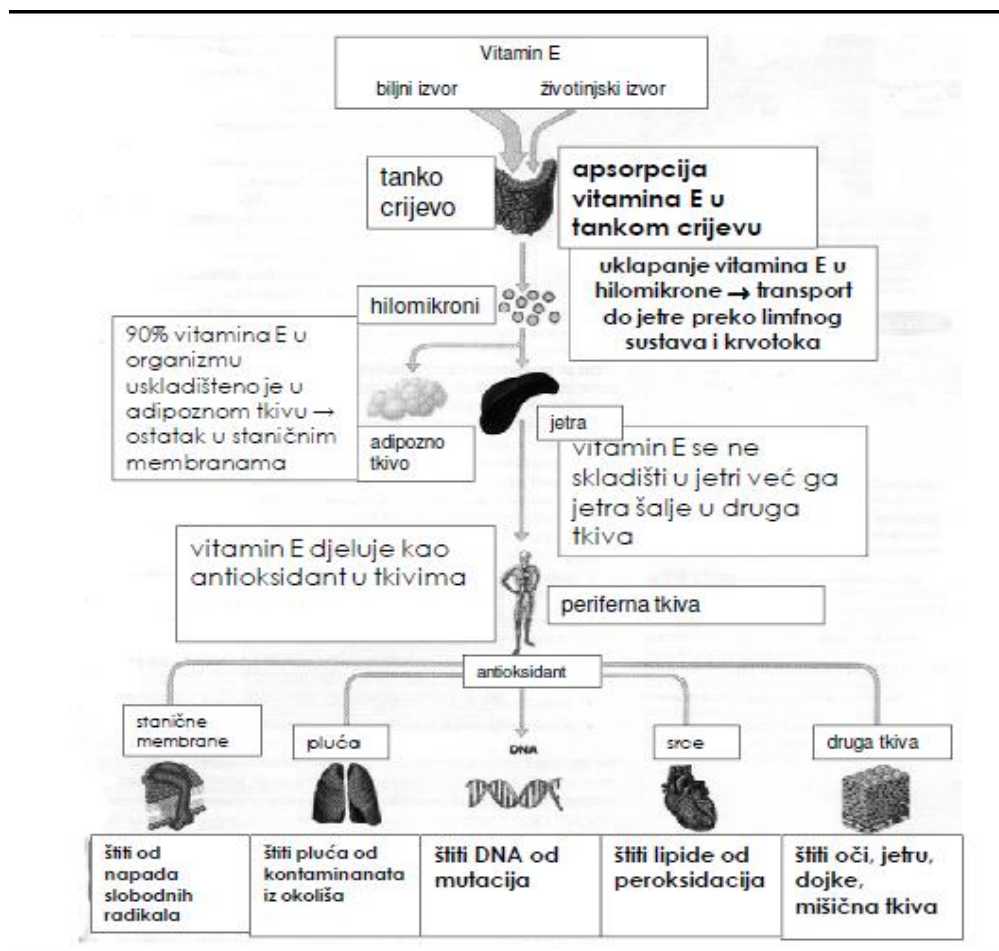 Vitamin E
biljni izvor
životinjski izvor
tanko
crijevo
apsorpcija
vitamina E u
tankom crijevu
uklapanje vitamina E u
hilomikrone → transport
do jetre preko limfnog
sustava i krvotoka
hilomikroni
90% vitamina E u
organizmu
uskladišteno je u
adipoznom tkivu →
ostatak u staničnim
membranama
adipozno
tkivo
jetra
vitamin E se ne
skladišti u jetri već ga
jetra šalje u druga
tkiva
vitamin E djeluje kao
antioksidant u tkivima
periferna tkiva
antioksidant
stanične
membrane
pluća
DNA
srce
druga tkiva
štiti od
napada
slobodnih
radikala
štiti pluća od
kontaminanata
iz okoliša
štiti DNA od
mutacija
štiti lipide od
peroksidacija
štiti oči, jetru,
dojke,
mišična tkiva